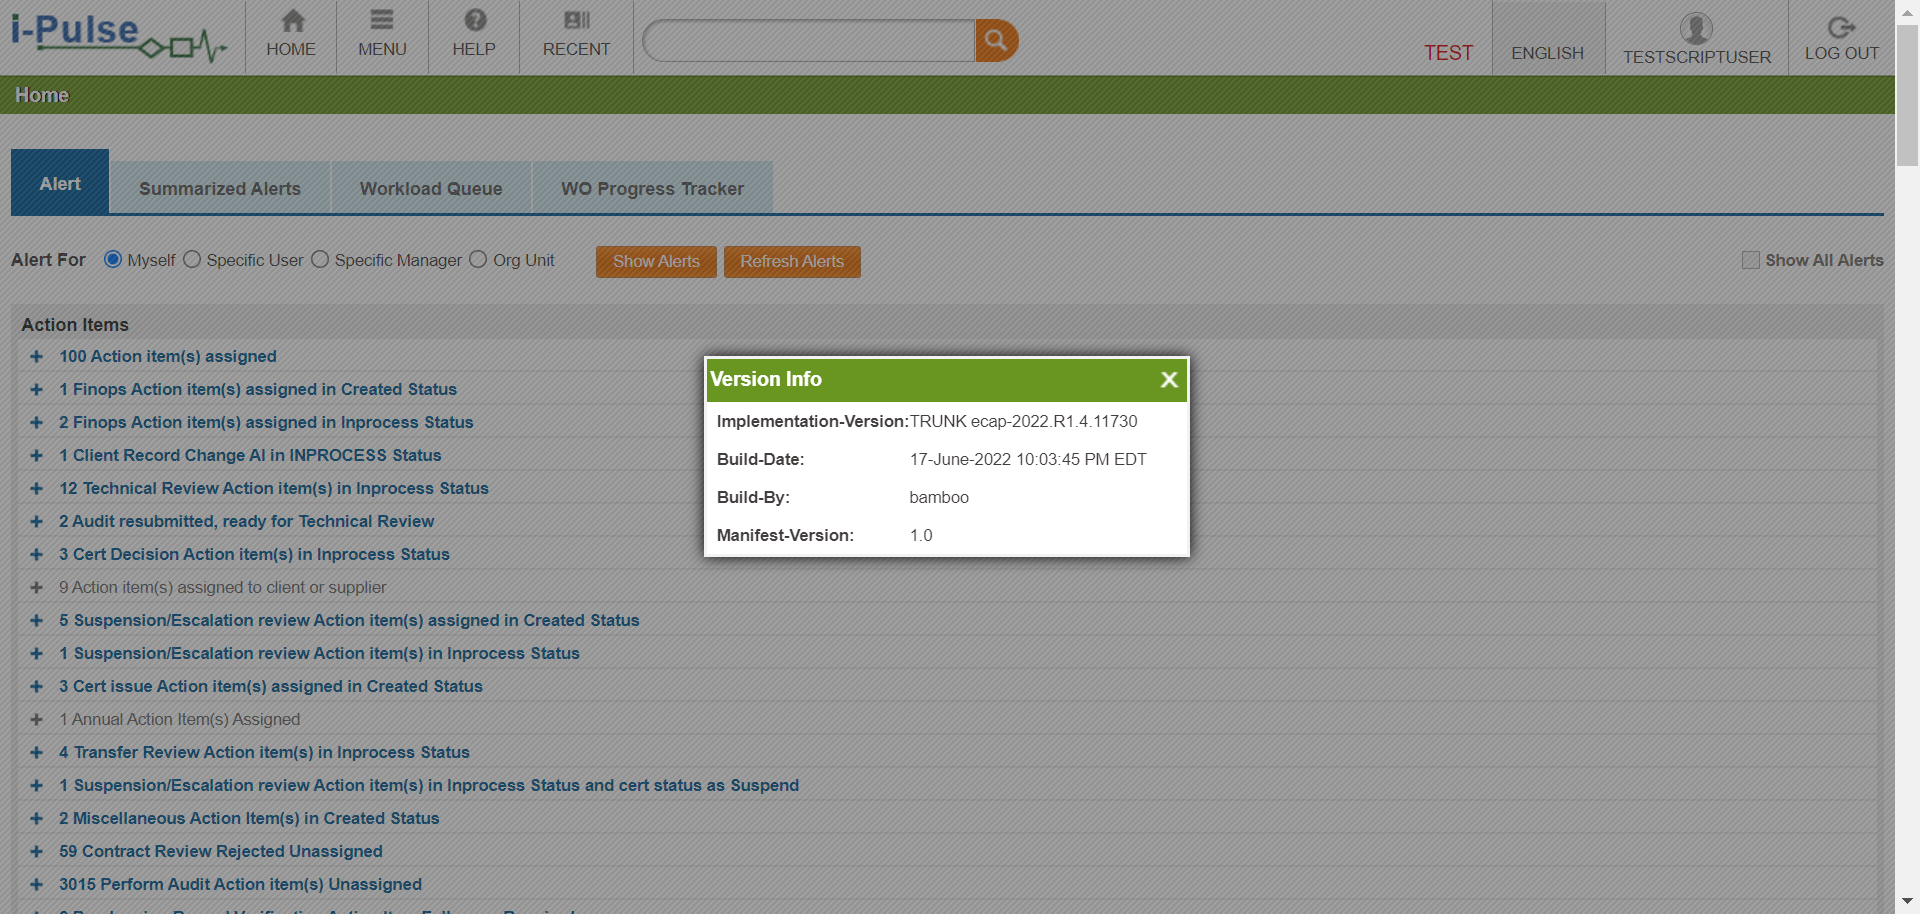 i-Pulse
HOME
MENU
HELP
RECENT
TEST
ENGLISH
TESTSCRIPTUSER
LOG OUT
Home
Alert
Summarized Alerts
Workload Queue
WO Progress Tracker
Alert For
Myself
Specific User
Specific Manager
Org Unit
Show Alerts
Refresh Alerts
Show All Alerts
Action Items
100 Action item(s) assigned
1 Finops Action item(s) assigned in Created Status
2 Finops Action item(s) assigned in Inprocess Status
1 Client Record Change AI in INPROCESS Status
12 Technical Review Action item(s) in Inprocess Status
2 Audit resubmitted, ready for Technical Review
3 Cert Decision Action item(s) in Inprocess Status
9 Action item(s) assigned to client or supplier
5 Suspension/Escalation review Action item(s) assigned in Created Status
1 Suspension/Escalation review Action item(s) in Inprocess Status
3 Cert issue Action item(s) assigned in Created Status
1 Annual Action Item(s) Assigned
4 Transfer Review Action item(s) in Inprocess Status
1 Suspension/Escalation review Action item(s) in Inprocess Status and cert status as Suspend
2 Miscellaneous Action Item(s) in Created Status
59 Contract Review Rejected Unassigned
3015 Perform Audit Action item(s) Unassigned
Version Info
Implementation-Version: TRUNK ecap-2022.R1.4.11730
Build-Date: 17-June-2022 10:03:45 PM EDT
Build-By: bamboo
Manifest-Version: 1.0